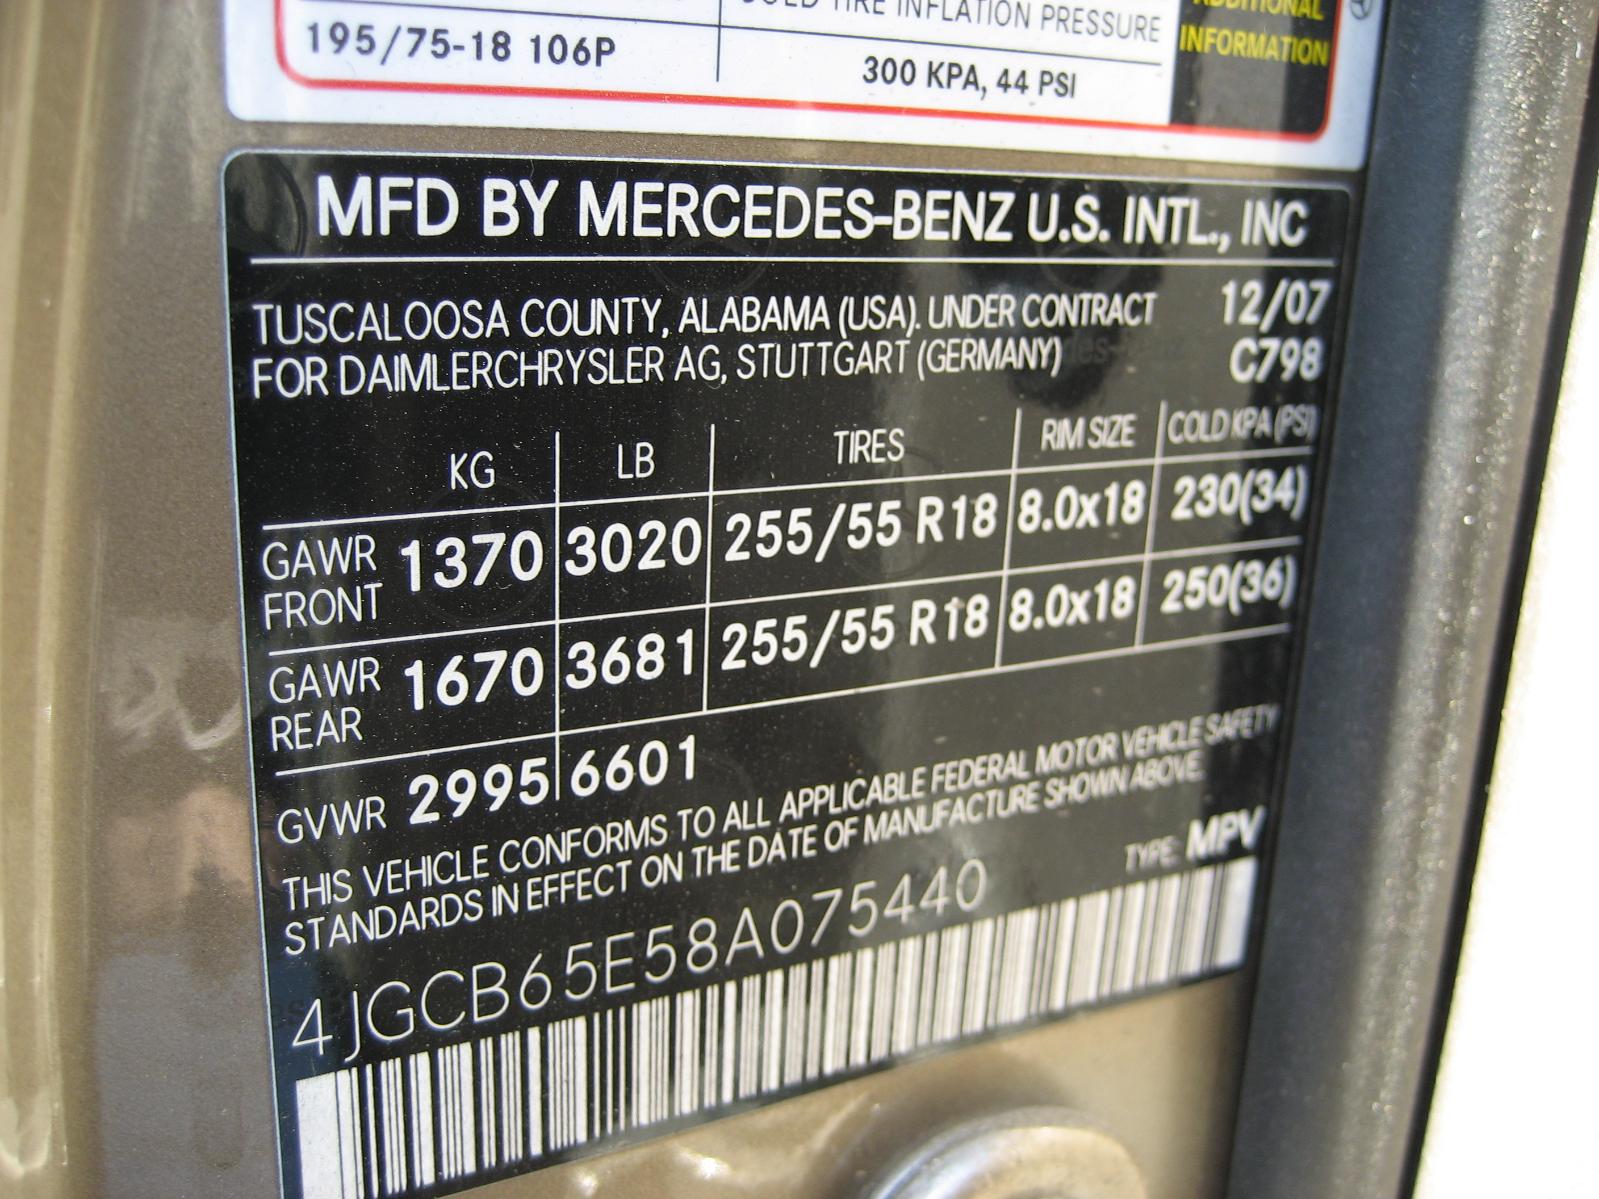 TIRE INFLATION PRESSURE
ADDITIONAL
INFORMATION
195/75-18 106P
300 KPA, 44 PSI
MFD BY MERCEDES-BENZ U.S. INTL., INC
TUSCALOOSA COUNTY, ALABAMA (USA). UNDER CONTRACT 12/07
FOR DAIMLERCHRYSLER AG, STUTTGART (GERMANY) C798
KG LB TIRES RIM SIZE COLD KPA (PSI)
GAWR FRONT 1370 3020 255/55 R18 8.0x18 230(34)
GAWR REAR 1670 3681 255/55 R18 8.0x18 250(36)
GVWR 2995 6601
THIS VEHICLE CONFORMS TO ALL APPLICABLE FEDERAL MOTOR VEHICLE SAFETY
STANDARDS IN EFFECT ON THE DATE OF MANUFACTURE SHOWN ABOVE.
TYPE: MPV
4JGCB65E58A075440